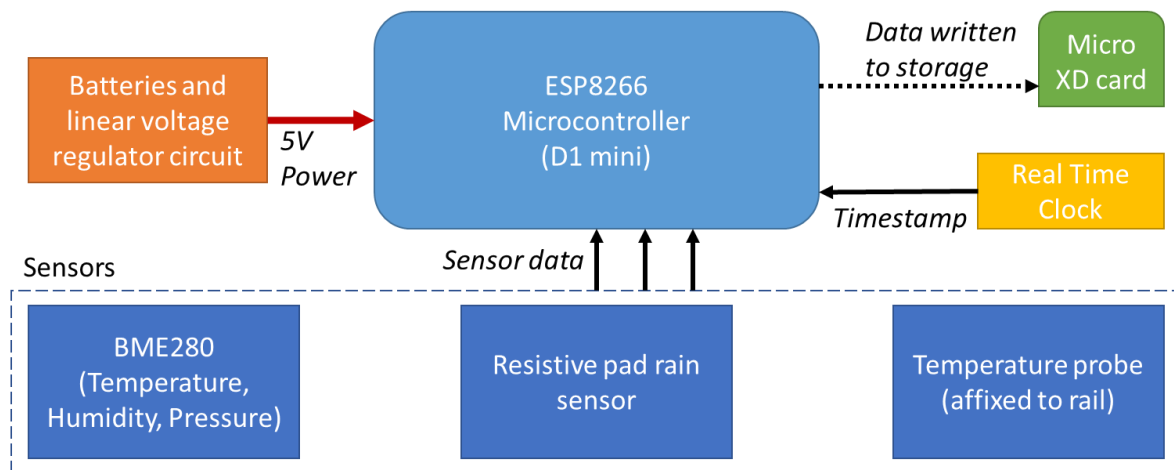 Batteries and
linear voltage
regulator circuit
5V
Power
ESP8266
Microcontroller
(D1 mini)
Data written
to storage
Micro
XD card
Real Time
Clock
Timestamp
Sensor data
Sensors
BME280
(Temperature,
Humidity, Pressure)
Resistive pad rain
sensor
Temperature probe
(affixed to rail)